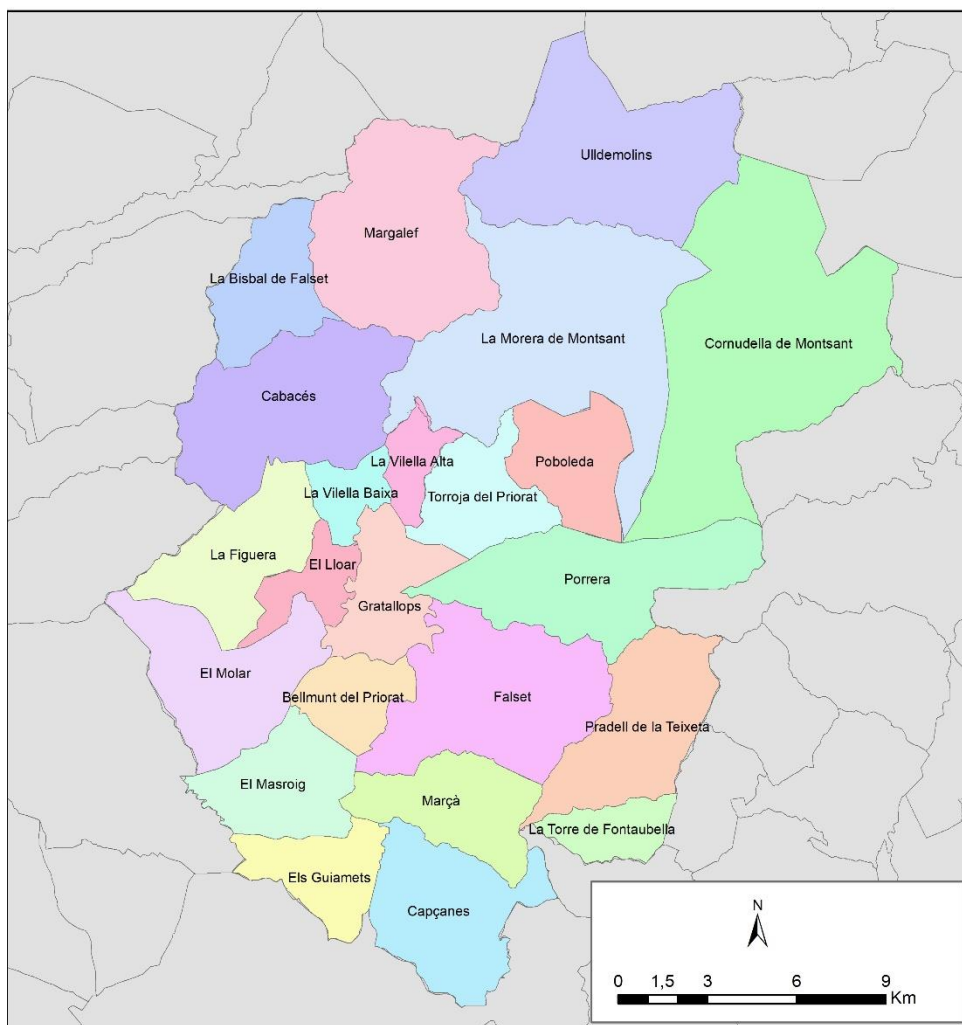 Ulldemolins
Margalef
La Bisbal de Falset
La Morera de Montsant
Cornudella de Montsant
Cabacés
La Vilella Alta
Poboleda
La Vilella Baixa
Torroja del Priorat
La Figuera
El Lloar
Porrera
Gratallops
El Molar
Bellmunt del Priorat
Falset
Pradell de la Teixeta
El Masroig
Marçà
La Torre de Fontaubella
Els Guiamets
Capçanes
N
0 1,5 3 6 9
Km